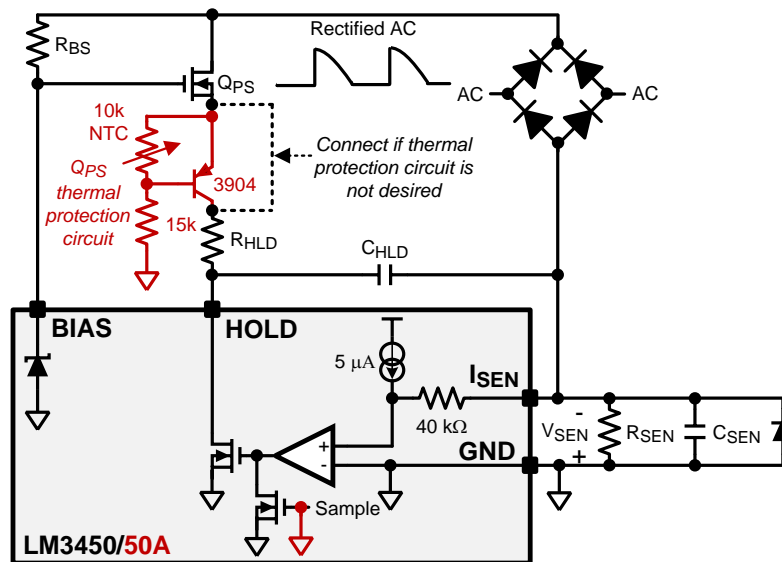 Rectified AC
RBS
QPS
AC
AC
10k
NTC
Connect if thermal
protection circuit is
not desired
QPS
thermal
protection
circuit
3904
15k
RHLD
CHLD
BIAS
HOLD
5 µA
ISEN
40 kΩ
-
VSEN
+
RSEN
CSEN
+
-
GND
Sample
LM3450/50A